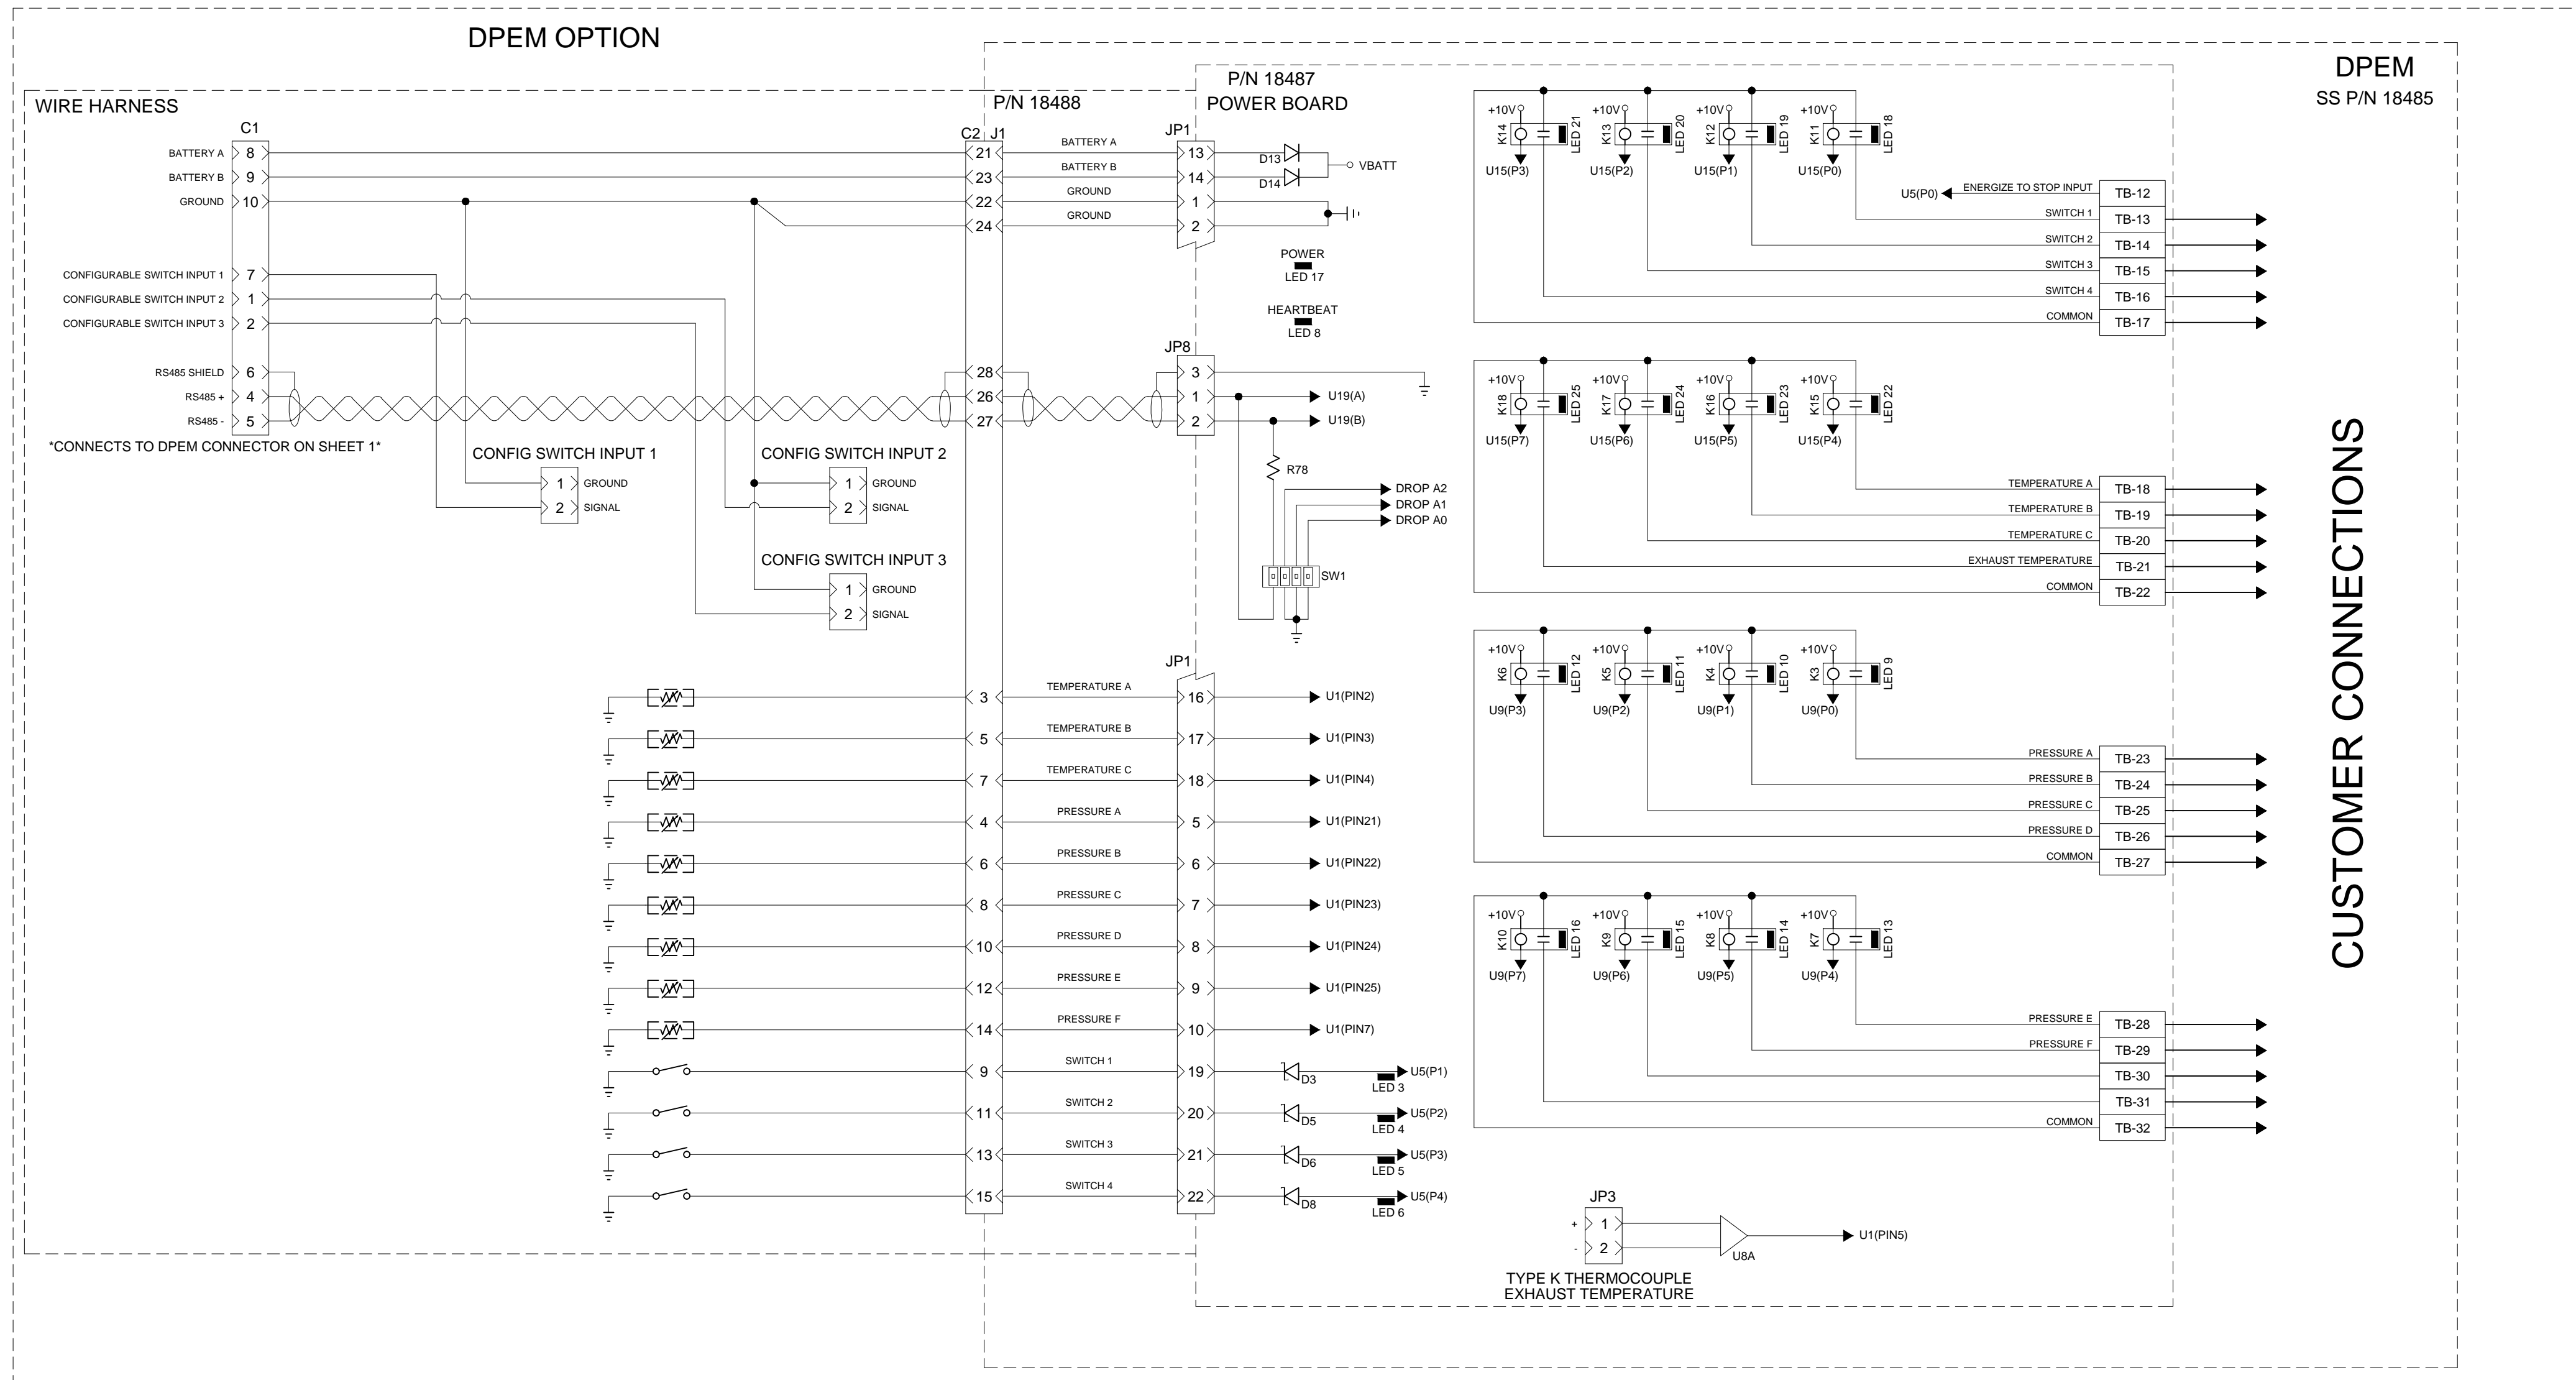 DPEM OPTION
DPEM
SS P/N 18485
WIRE HARNESS
P/N 18488
P/N 18487
POWER BOARD
C1
BATTERY A 8
BATTERY B 9
GROUND 10
CONFIGURABLE SWITCH INPUT 1 7
CONFIGURABLE SWITCH INPUT 2 1
CONFIGURABLE SWITCH INPUT 3 2
RS485 SHIELD 6
RS485 + 4
RS485 - 5
*CONNECTS TO DPEM CONNECTOR ON SHEET 1*
CONFIG SWITCH INPUT 1
1 GROUND
2 SIGNAL
CONFIG SWITCH INPUT 2
1 GROUND
2 SIGNAL
CONFIG SWITCH INPUT 3
1 GROUND
2 SIGNAL
C2 J1 JP1
21 BATTERY A 13 D13
23 BATTERY B 14 D14
VBATT
22 GROUND 1
24 GROUND 2
POWER
LED 17
HEARTBEAT
LED 8
JP8
28 3
26 1 U19(A)
27 2 U19(B)
R78
DROP A2
DROP A1
DROP A0
SW1
JP1
3 TEMPERATURE A 16 U1(PIN2)
5 TEMPERATURE B 17 U1(PIN3)
7 TEMPERATURE C 18 U1(PIN4)
4 PRESSURE A 5 U1(PIN21)
6 PRESSURE B 6 U1(PIN22)
8 PRESSURE C 7 U1(PIN23)
10 PRESSURE D 8 U1(PIN24)
12 PRESSURE E 9 U1(PIN25)
14 PRESSURE F 10 U1(PIN7)
9 SWITCH 1 19 D3 LED 3 U5(P1)
11 SWITCH 2 20 D5 LED 4 U5(P2)
13 SWITCH 3 21 D6 LED 5 U5(P3)
15 SWITCH 4 22 D8 LED 6 U5(P4)
+10V K14 LED 21 U15(P3)
+10V K13 LED 20 U15(P2)
+10V K12 LED 19 U15(P1)
+10V K11 LED 18 U15(P0)
U5(P0) ENERGIZE TO STOP INPUT TB-12
SWITCH 1 TB-13
SWITCH 2 TB-14
SWITCH 3 TB-15
SWITCH 4 TB-16
COMMON TB-17
+10V K18 LED 25 U15(P7)
+10V K17 LED 24 U15(P6)
+10V K16 LED 23 U15(P5)
+10V K15 LED 22 U15(P4)
TEMPERATURE A TB-18
TEMPERATURE B TB-19
TEMPERATURE C TB-20
EXHAUST TEMPERATURE TB-21
COMMON TB-22
+10V K6 LED 12 U9(P3)
+10V K5 LED 11 U9(P2)
+10V K4 LED 10 U9(P1)
+10V K3 LED 9 U9(P0)
PRESSURE A TB-23
PRESSURE B TB-24
PRESSURE C TB-25
PRESSURE D TB-26
COMMON TB-27
+10V K10 LED 16 U9(P7)
+10V K9 LED 15 U9(P6)
+10V K8 LED 14 U9(P5)
+10V K7 LED 13 U9(P4)
PRESSURE E TB-28
PRESSURE F TB-29
TB-30
TB-31
COMMON TB-32
JP3
+ 1
- 2
U8A
U1(PIN5)
TYPE K THERMOCOUPLE
EXHAUST TEMPERATURE
CUSTOMER CONNECTIONS